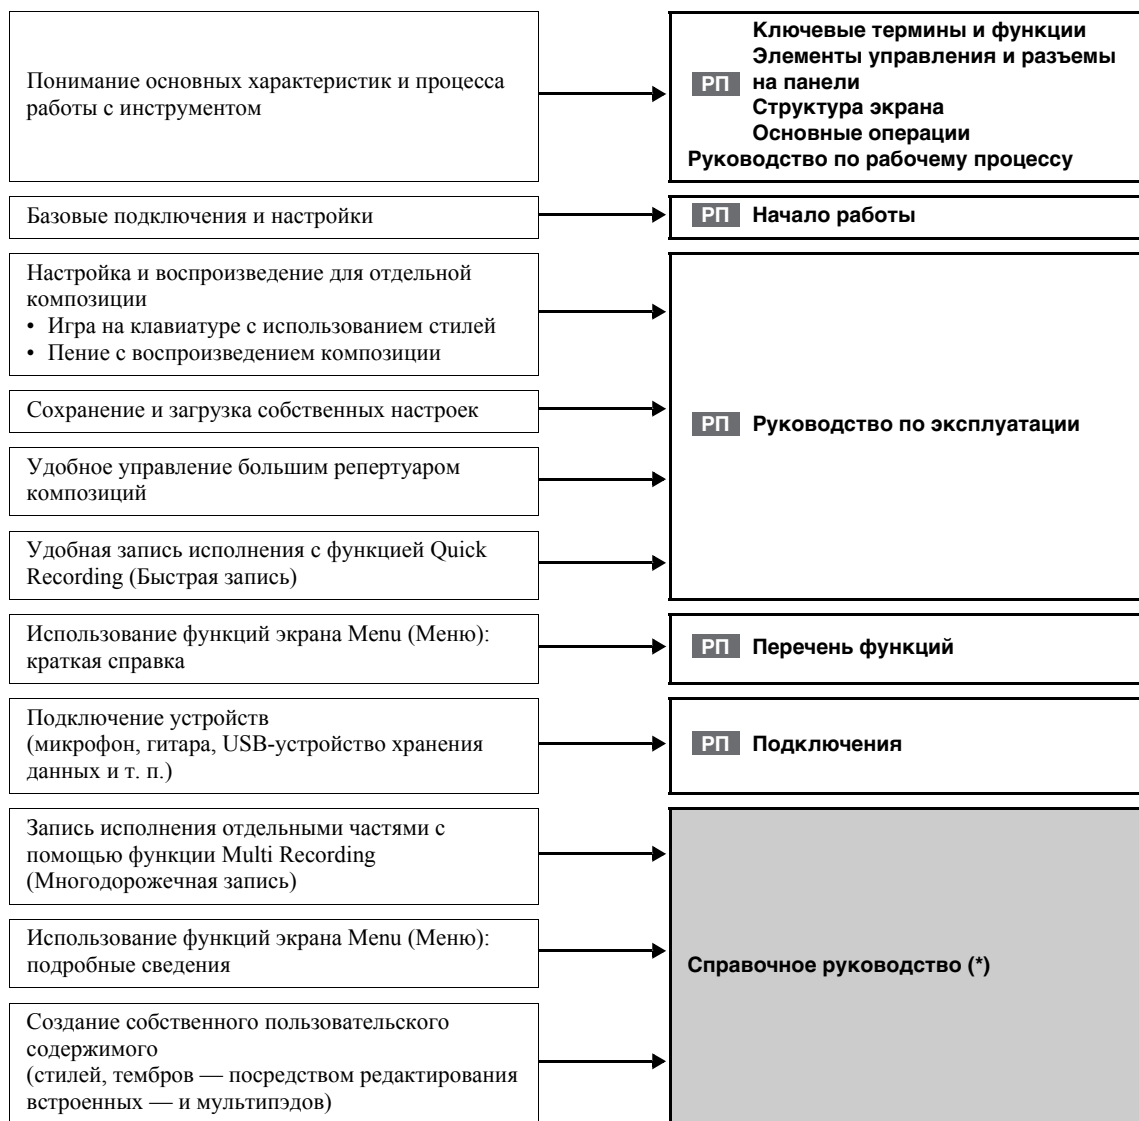 Понимание основных характеристик и процесса
работы с инструментом
Ключевые термины и функции
Элементы управления и разъемы
РП на панели
Структура экрана
Основные операции
Руководство по рабочему процессу
Базовые подключения и настройки
РП Начало работы
Настройка и воспроизведение для отдельной
композиции
• Игра на клавиатуре с использованием стилей
• Пение с воспроизведением композиции
Сохранение и загрузка собственных настроек
Удобное управление большим репертуаром
композиций
Удобная запись исполнения с функцией Quick
Recording (Быстрая запись)
РП Руководство по эксплуатации
Использование функций экрана Menu (Меню):
краткая справка
РП Перечень функций
Подключение устройств
(микрофон, гитара, USB-устройство хранения
данных и т. п.)
РП Подключения
Запись исполнения отдельными частями с
помощью функции Multi Recording
(Многодорожечная запись)
Использование функций экрана Menu (Меню):
подробные сведения
Создание собственного пользовательского
содержимого
(стилей, тембров — посредством редактирования
встроенных — и мультипэдов)
Справочное руководство (*)